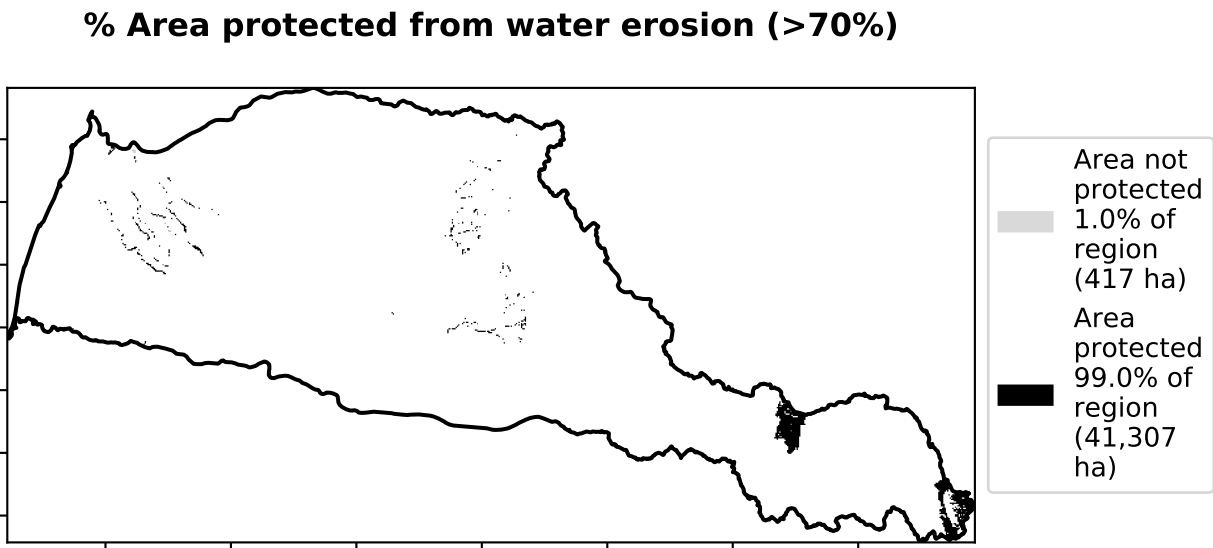 % Area protected from water erosion (>70%)
Area not
protected
1.0% of
region
(417 ha)
Area
protected
99.0% of
region
(41,307
ha)